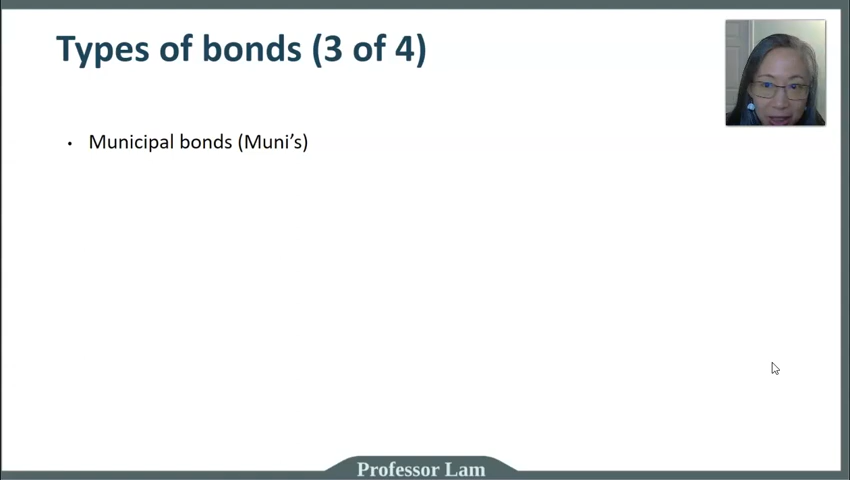 Types of bonds (3 of 4)
• Municipal bonds (Muni’s)
Professor Lam